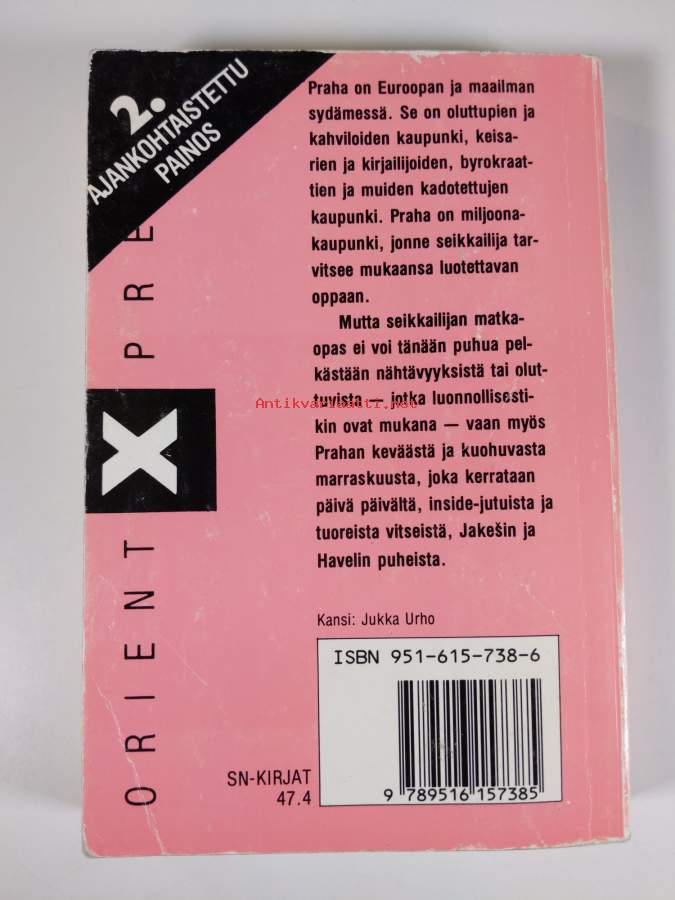 2.
AJANKOHTAISTETTU
PAINOS
ORIENT X PRE
Praha on Euroopan ja maailman
sydämessä. Se on oluttupien ja
kahviloiden kaupunki, keisa-
rien ja kirjailijoiden, byrokraat-
tien ja muiden kadotettujen
kaupunki. Praha on miljoona-
kaupunki, jonne seikkailija tar-
vitsee mukaansa luotettavan
oppaan.
Mutta seikkailijan matka-
opas ei voi tänään puhua pel-
kästään nähtävyyksistä tai olut-
tuvista — jotka luonnollisesti-
kin ovat mukana — vaan myös
Prahan keväästä ja kuohuvasta
marraskuusta, joka kerrataan
päivä päivältä, inside-jutuista ja
tuoreista vitseistä, Jakešin ja
Havelin puheista.
Antikvariaatti.net
Kansi: Jukka Urho
ISBN 951-615-738-6
9 789516 157385
SN-KIRJAT
47.4